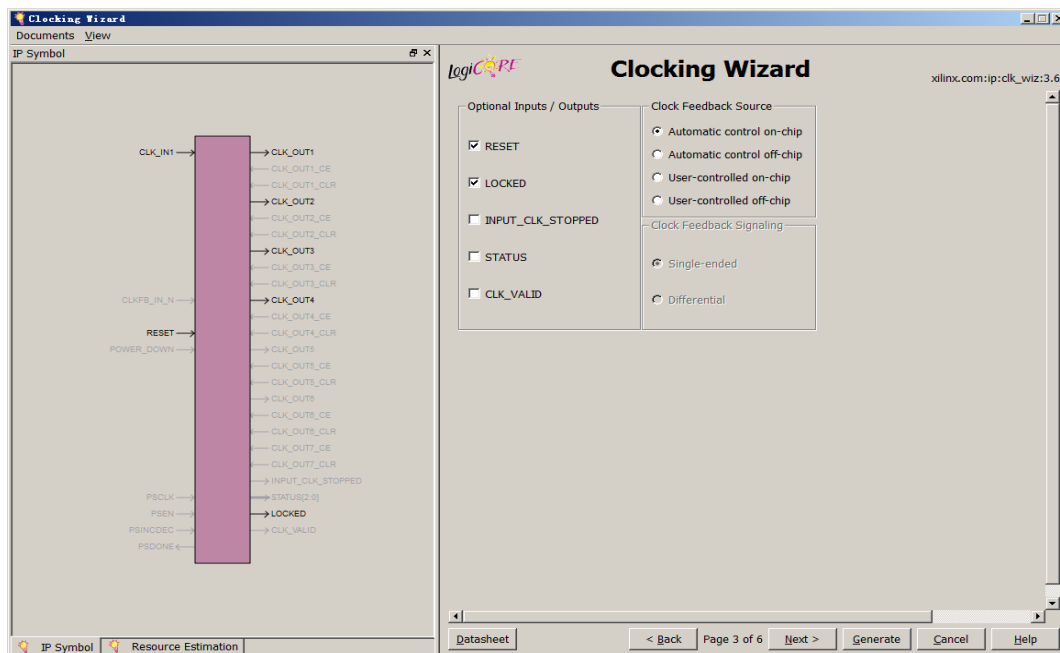 Clocking Wizard
Documents View
IP Symbol
CLK_IN1
CLKFB_IN_N
RESET
POWER_DOWN
PSCLK
PSEN
PSINCDEC
PSDONE
CLK_OUT1
CLK_OUT1_CE
CLK_OUT1_CLR
CLK_OUT2
CLK_OUT2_CE
CLK_OUT2_CLR
CLK_OUT3
CLK_OUT3_CE
CLK_OUT3_CLR
CLK_OUT4
CLK_OUT4_CE
CLK_OUT4_CLR
CLK_OUT5
CLK_OUT5_CE
CLK_OUT5_CLR
CLK_OUT6
CLK_OUT6_CE
CLK_OUT6_CLR
CLK_OUT7_CE
CLK_OUT7_CLR
INPUT_CLK_STOPPED
STATUS[2:0]
LOCKED
CLK_VALID
IP Symbol
Resource Estimation
LogiCORE
Clocking Wizard
xilinx.com:ip:clk_wiz:3.6
Optional Inputs / Outputs
RESET
LOCKED
INPUT_CLK_STOPPED
STATUS
CLK_VALID
Clock Feedback Source
Automatic control on-chip
Automatic control off-chip
User-controlled on-chip
User-controlled off-chip
Clock Feedback Signaling
Single-ended
Differential
Datasheet
< Back
Page 3 of 6
Next >
Generate
Cancel
Help